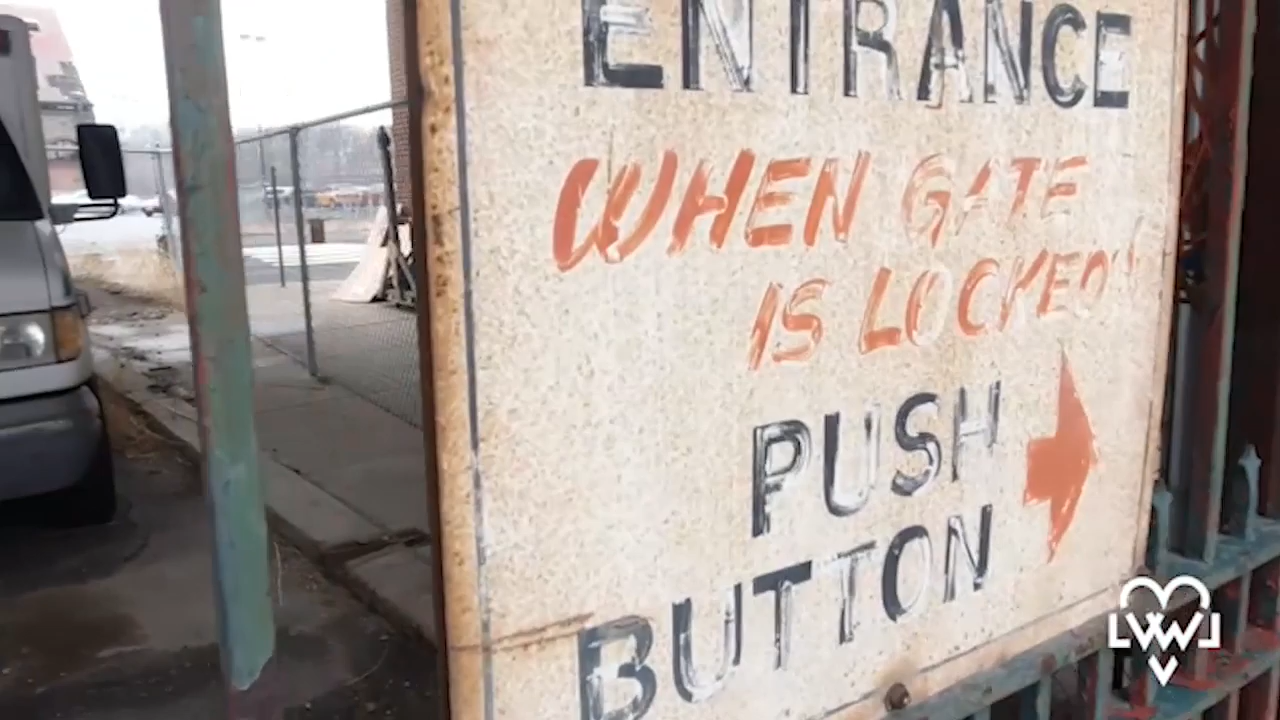 ENTRANCE
WHEN GATE
IS LOCKED
PUSH
BUTTON